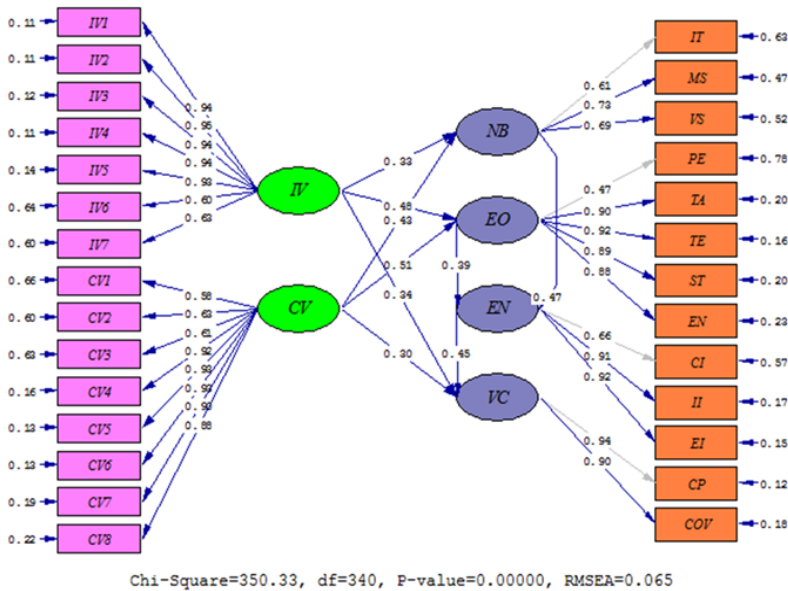 0.11 IV1
0.11 IV2
0.12 IV3
0.11 IV4
0.14 IV5
0.64 IV6
0.60 IV7
0.66 CV1
0.60 CV2
0.63 CV3
0.16 CV4
0.13 CV5
0.13 CV6
0.19 CV7
0.22 CV8
0.94
0.95
0.94
0.94
0.93
0.60
0.63
0.58
0.63
0.61
0.92
0.93
0.93
0.90
0.88
IV
CV
0.33
0.48
0.43
0.51
0.34
0.30
NB
EO
EN
VC
0.39
0.45
0.47
0.61
0.73
0.69
0.47
0.90
0.92
0.89
0.88
0.66
0.91
0.92
0.94
0.90
IT 0.63
MS 0.47
VS 0.52
PE 0.78
TA 0.20
TE 0.16
ST 0.20
EN 0.23
CI 0.57
II 0.17
EI 0.15
CP 0.12
COV 0.18
Chi-Square=350.33, df=340, P-value=0.00000, RMSEA=0.065